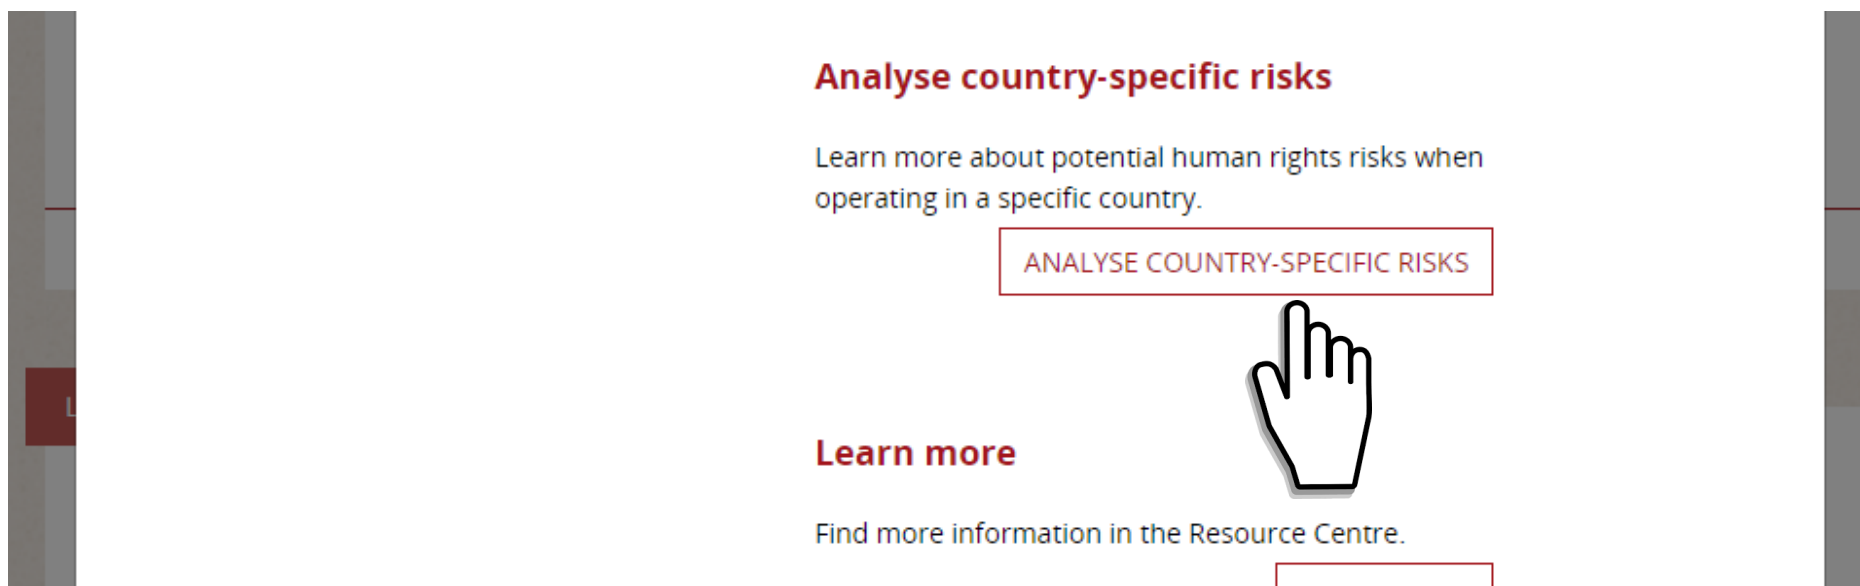 Analyse country-specific risks
Learn more about potential human rights risks when
operating in a specific country.
ANALYSE COUNTRY-SPECIFIC RISKS
L
Learn more
Find more information in the Resource Centre.